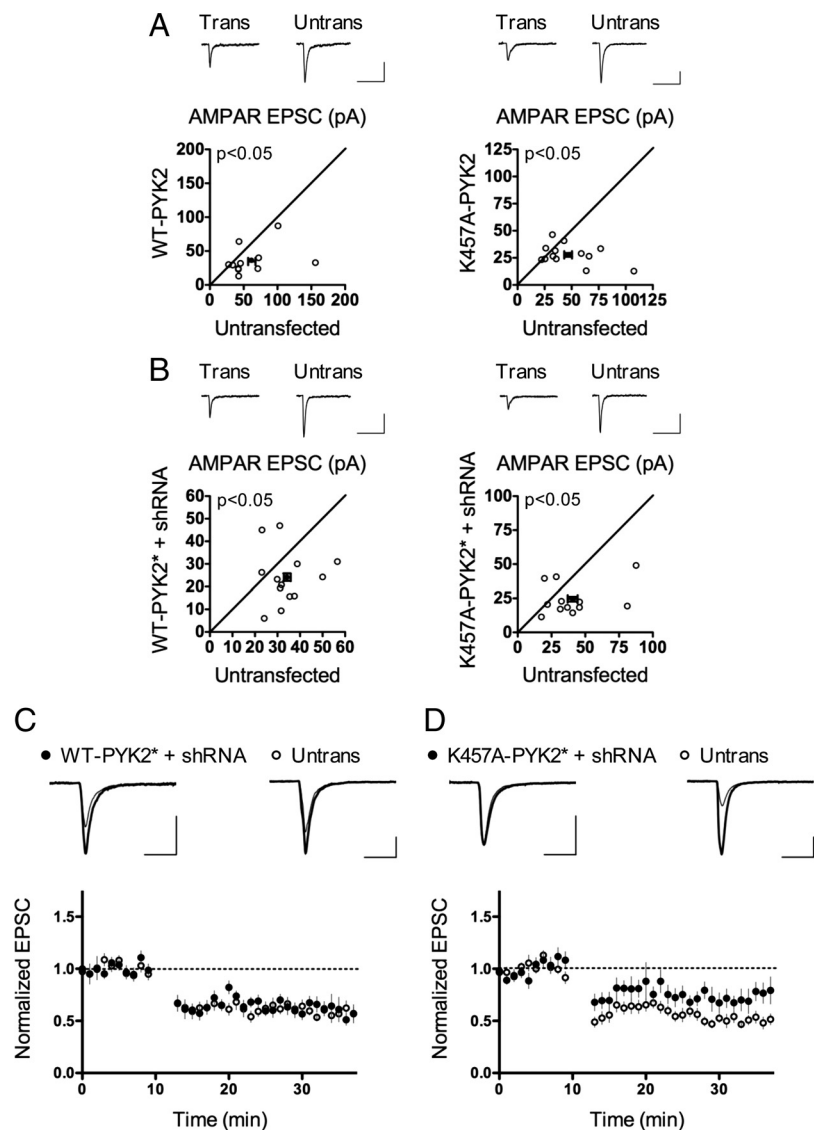 A
Trans Untrans
Trans Untrans
AMPAR EPSC (pA)
AMPAR EPSC (pA)
WT-PYK2
200
150
100
50
0
p<0.05
0 50 100 150 200
Untransfected
K457A-PYK2
125
100
75
50
25
0
p<0.05
0 25 50 75 100 125
Untransfected
B
Trans Untrans
Trans Untrans
AMPAR EPSC (pA)
AMPAR EPSC (pA)
WT-PYK2* + shRNA
60
50
40
30
20
10
0
p<0.05
0 10 20 30 40 50 60
Untransfected
K457A-PYK2* + shRNA
100
75
50
25
0
p<0.05
0 25 50 75 100
Untransfected
C
● WT-PYK2* + shRNA ○ Untrans
Normalized EPSC
1.5
1.0
0.5
0.0
0 10 20 30
Time (min)
D
● K457A-PYK2* + shRNA ○ Untrans
Normalized EPSC
1.5
1.0
0.5
0.0
0 10 20 30
Time (min)